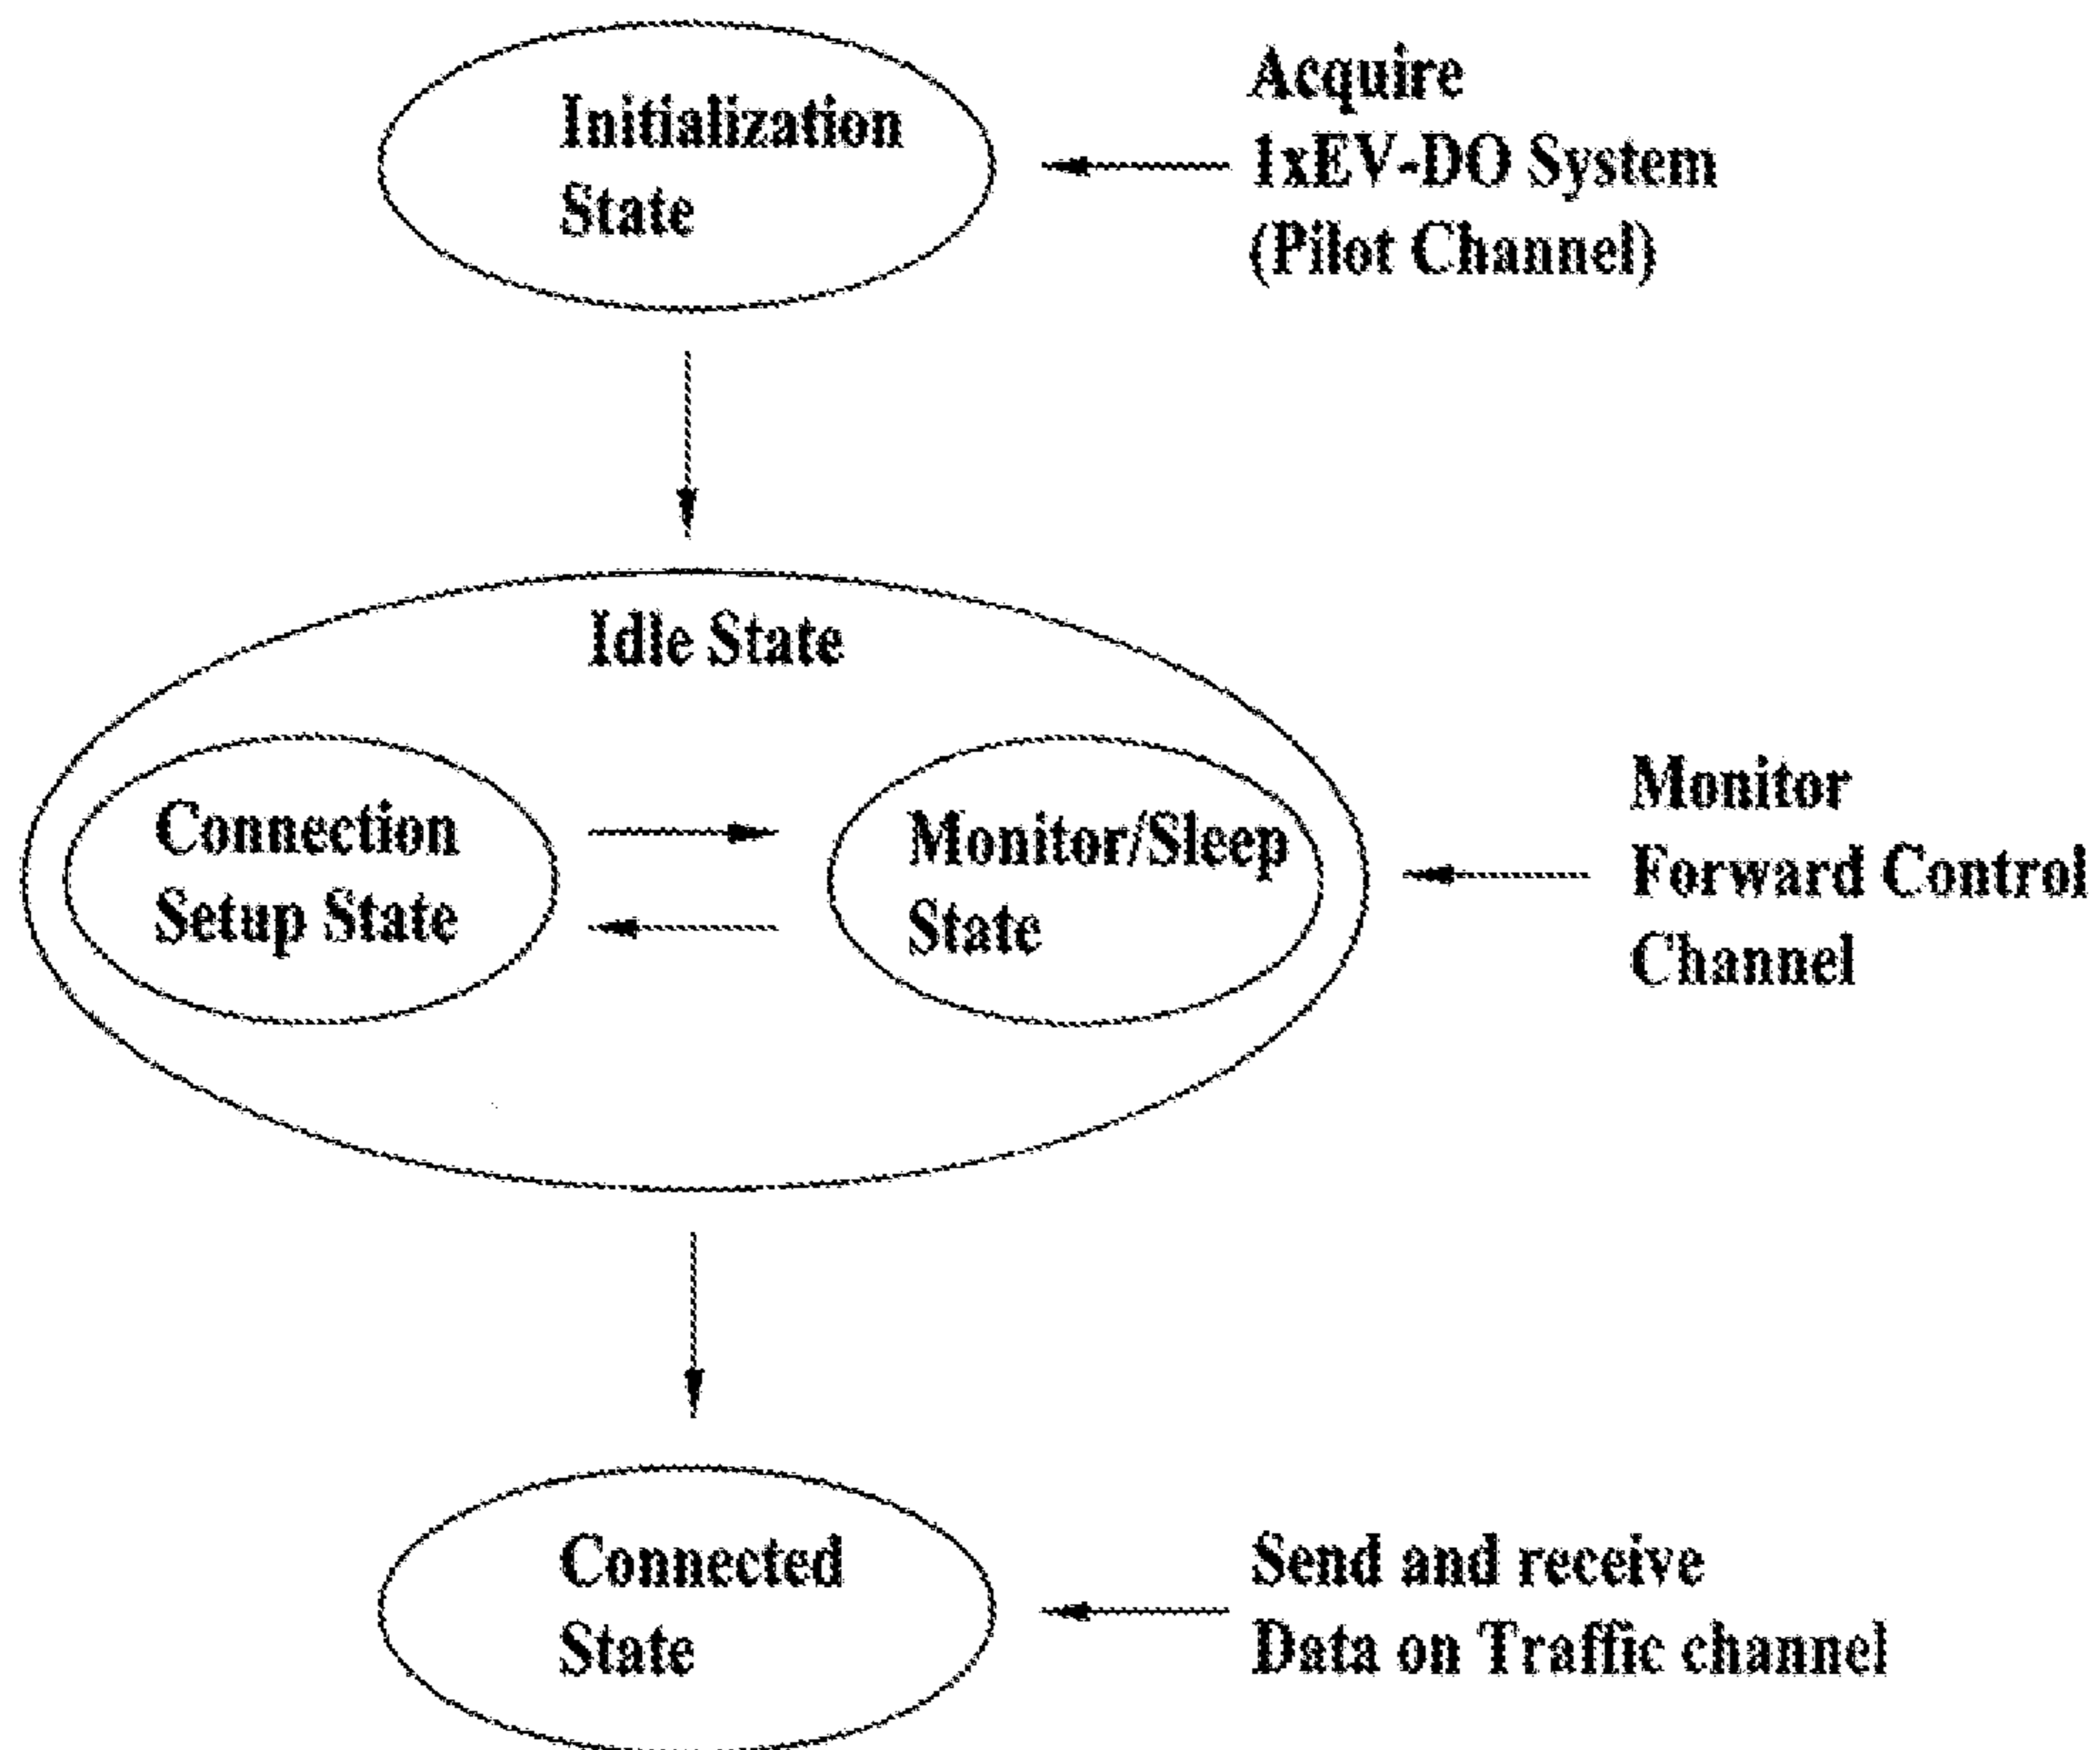 Initialization
State
Acquire
1xEV-DO System
(Pilot Channel)
Idle State
Connection
Setup State
Monitor/Sleep
State
Monitor
Forward Control
Channel
Connected
State
Send and receive
Data on Traffic channel